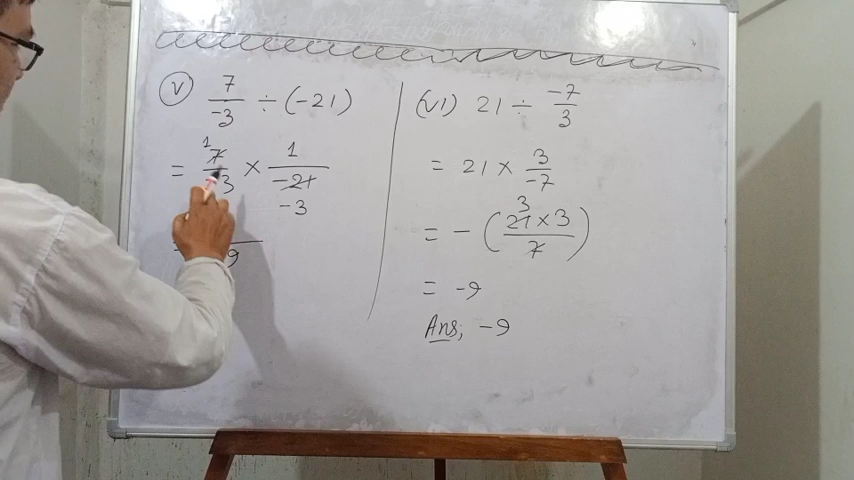 (v) 7/-3 ÷ (-21)
= 7/-3 × 1/-21
1
-3
= /9
(vi) 21 ÷ -7/3
= 21 × 3/-7
3
= -(21 × 3/7)
= -9
Ans, -9